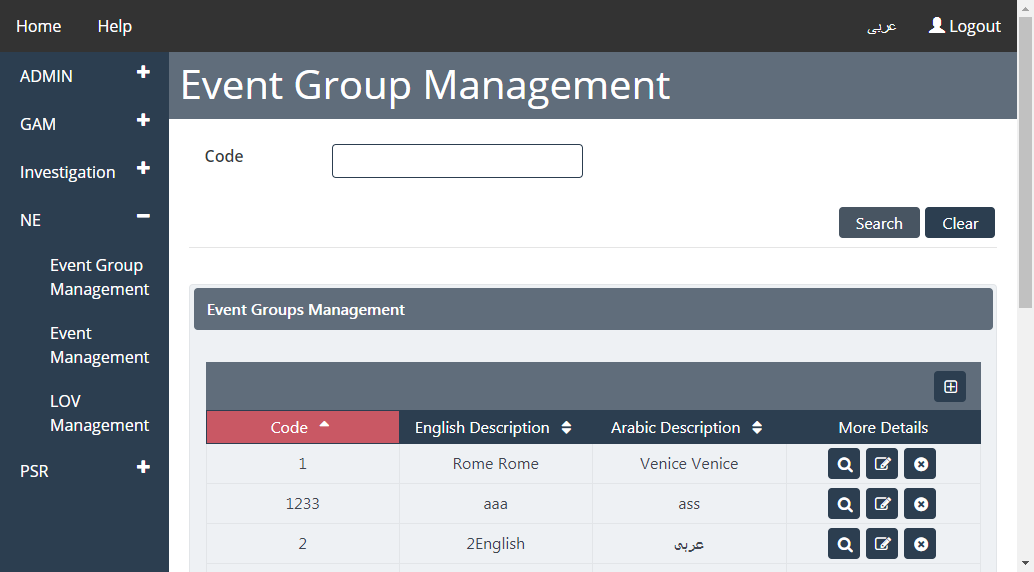 Home Help عربى Logout
ADMIN
GAM
Investigation
NE
Event Group
Management
Event
Management
LOV
Management
PSR
Event Group Management
Code
Search Clear
Event Groups Management
Code English Description Arabic Description More Details
1 Rome Rome Venice Venice
1233 aaa ass
2 2English عربى